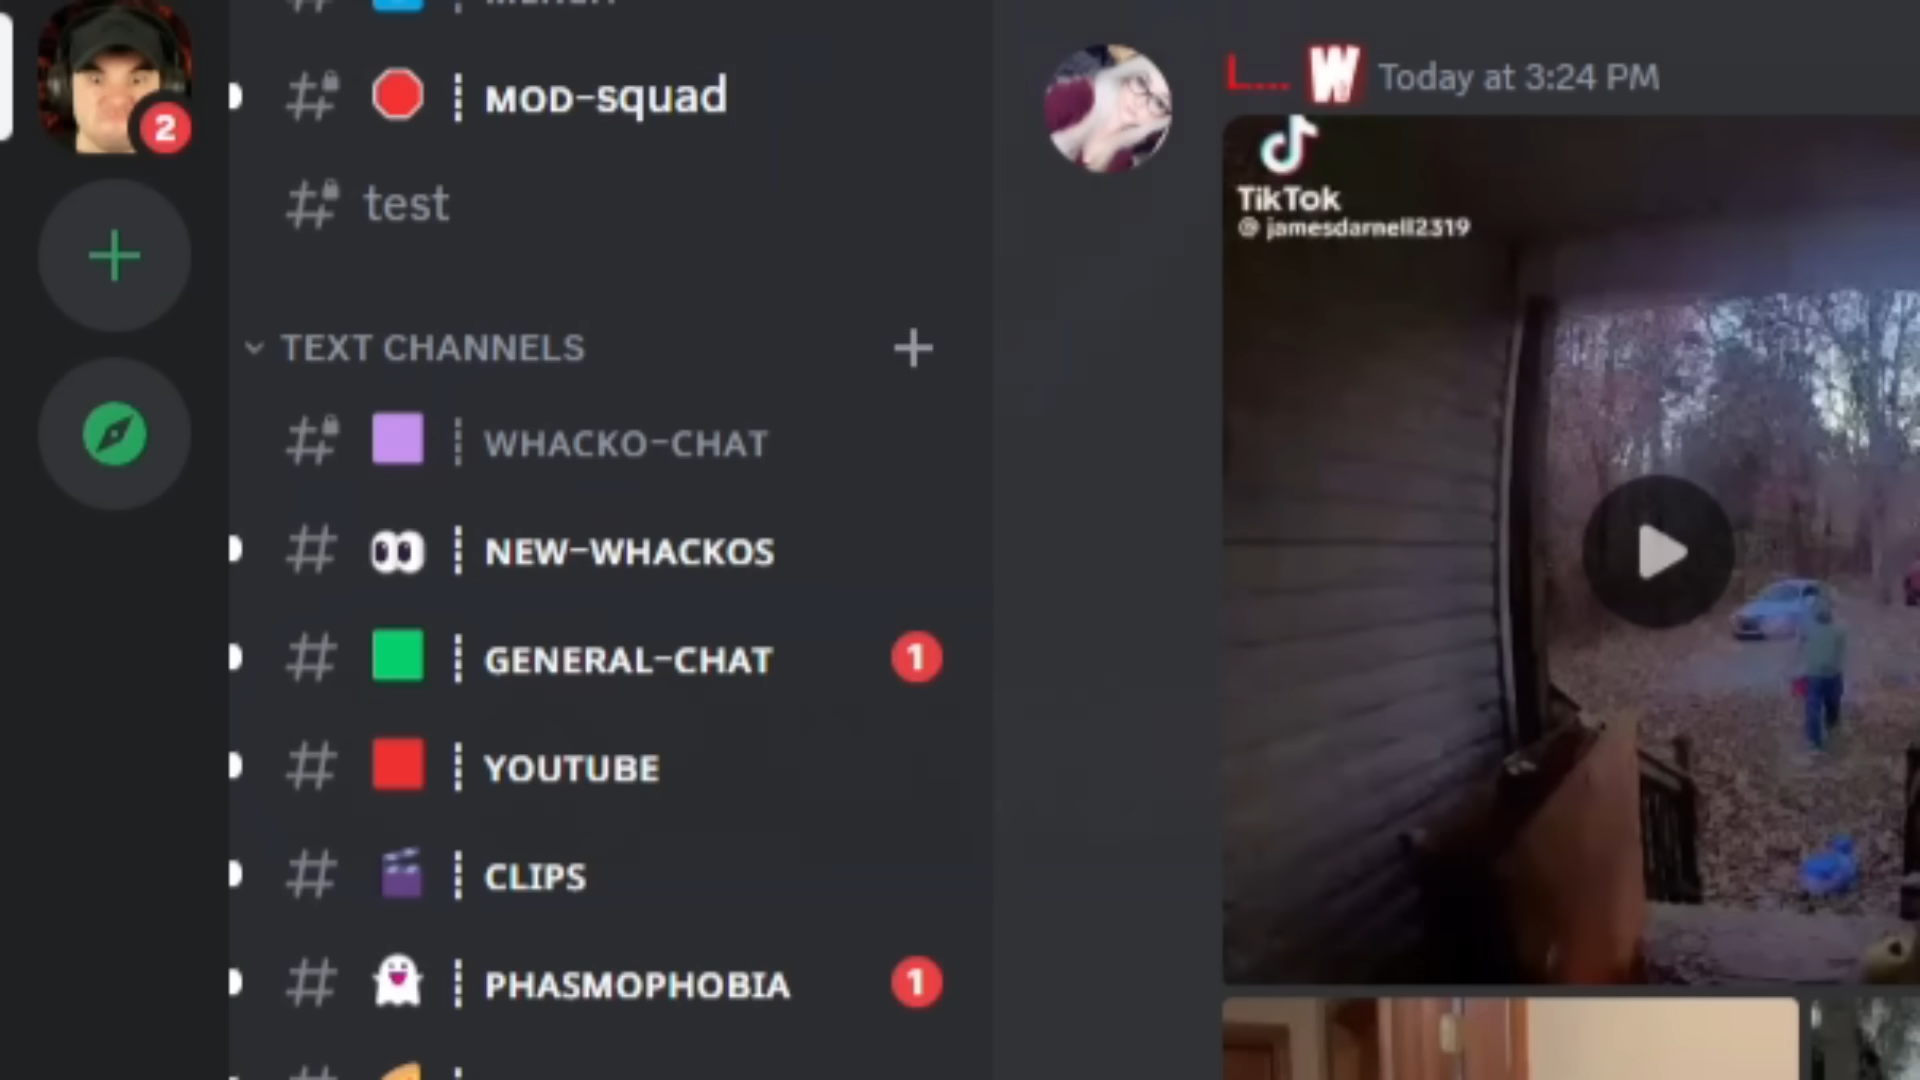 2
MOD-squad
test
TEXT CHANNELS
WHACKO-CHAT
NEW-WHACKOS
GENERAL-CHAT 1
YOUTUBE
CLIPS
PHASMOPHOBIA 1
L... W Today at 3:24 PM
TikTok
@jamesdarnell2319